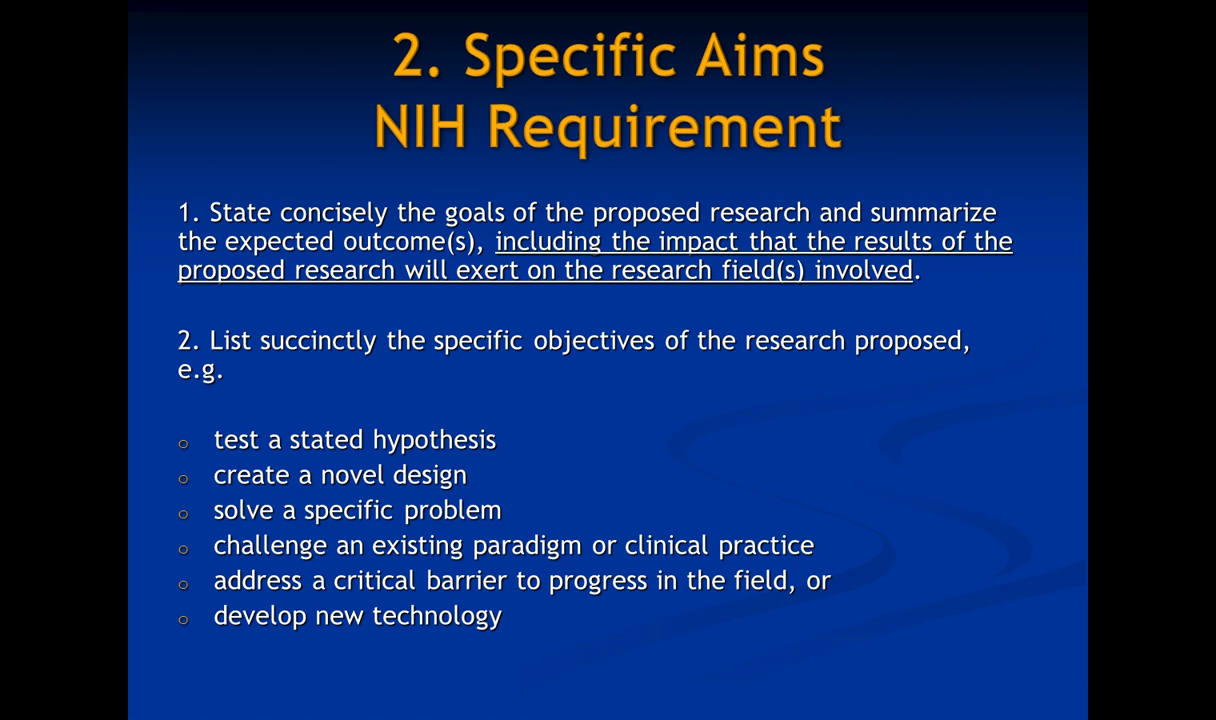 2. Specific Aims
NIH Requirement
1. State concisely the goals of the proposed research and summarize
the expected outcome(s), including the impact that the results of the
proposed research will exert on the research field(s) involved.
2. List succinctly the specific objectives of the research proposed,
e.g.
o test a stated hypothesis
o create a novel design
o solve a specific problem
o challenge an existing paradigm or clinical practice
o address a critical barrier to progress in the field, or
o develop new technology